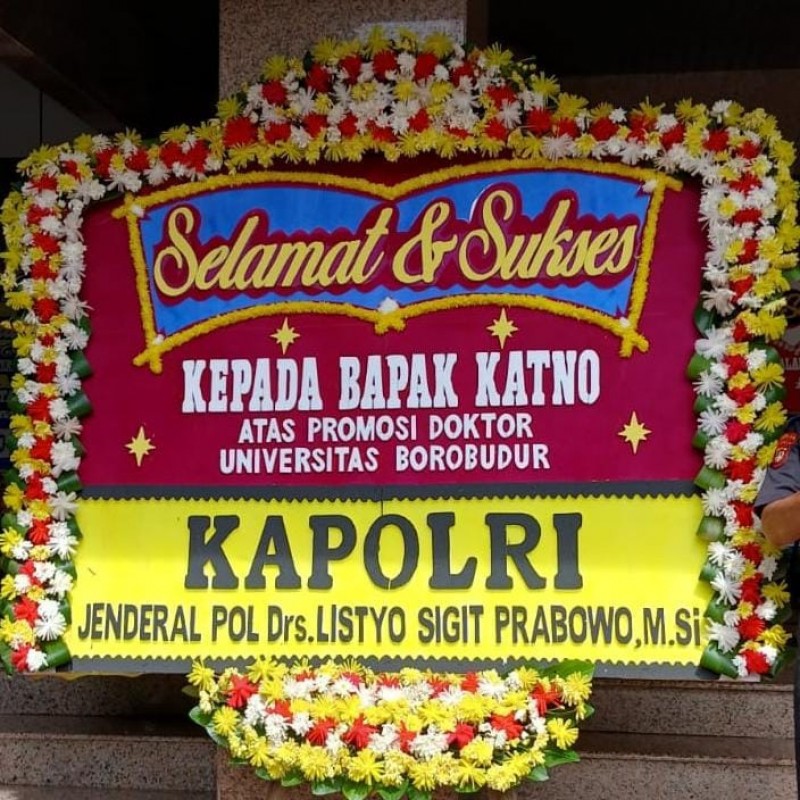 Selamat & Sukses
KEPADA BAPAK KATNO
ATAS PROMOSI DOKTOR
UNIVERSITAS BOROBUDUR
KAPOLRI
JENDERAL POL Drs.LISTYO SIGIT PRABOWO,M.Si